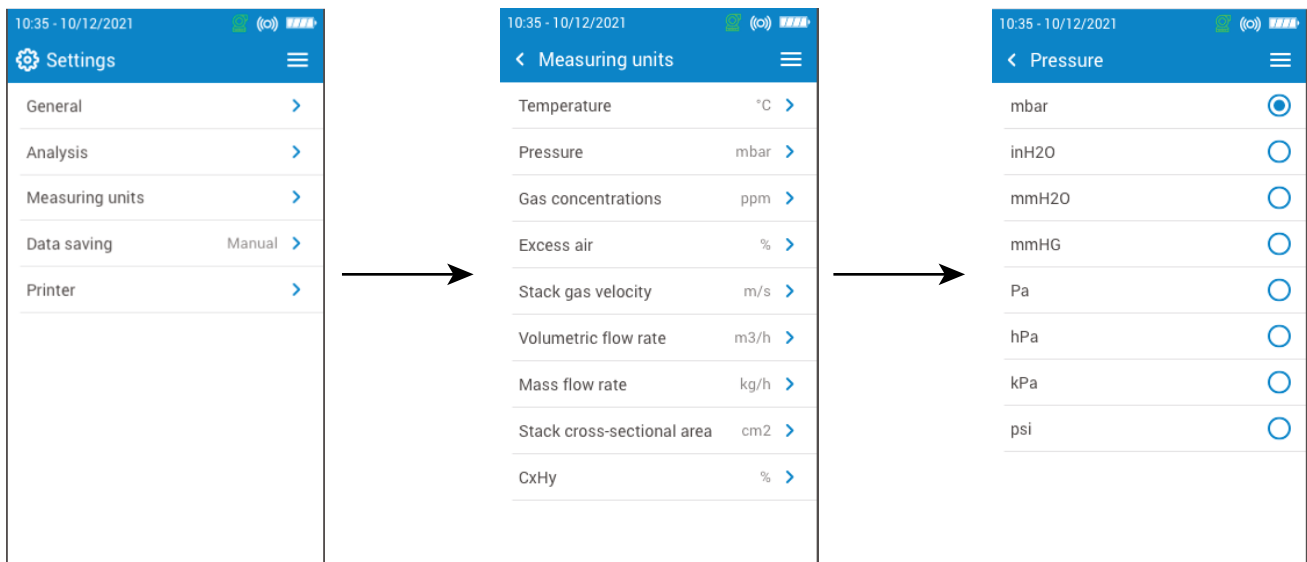 10:35 - 10/12/2021
Settings
General
Analysis
Measuring units
Data saving Manual
Printer
10:35 - 10/12/2021
Measuring units
Temperature °C
Pressure mbar
Gas concentrations ppm
Excess air %
Stack gas velocity m/s
Volumetric flow rate m3/h
Mass flow rate kg/h
Stack cross-sectional area cm2
CxHy %
10:35 - 10/12/2021
Pressure
mbar
inH2O
mmH2O
mmHG
Pa
hPa
kPa
psi